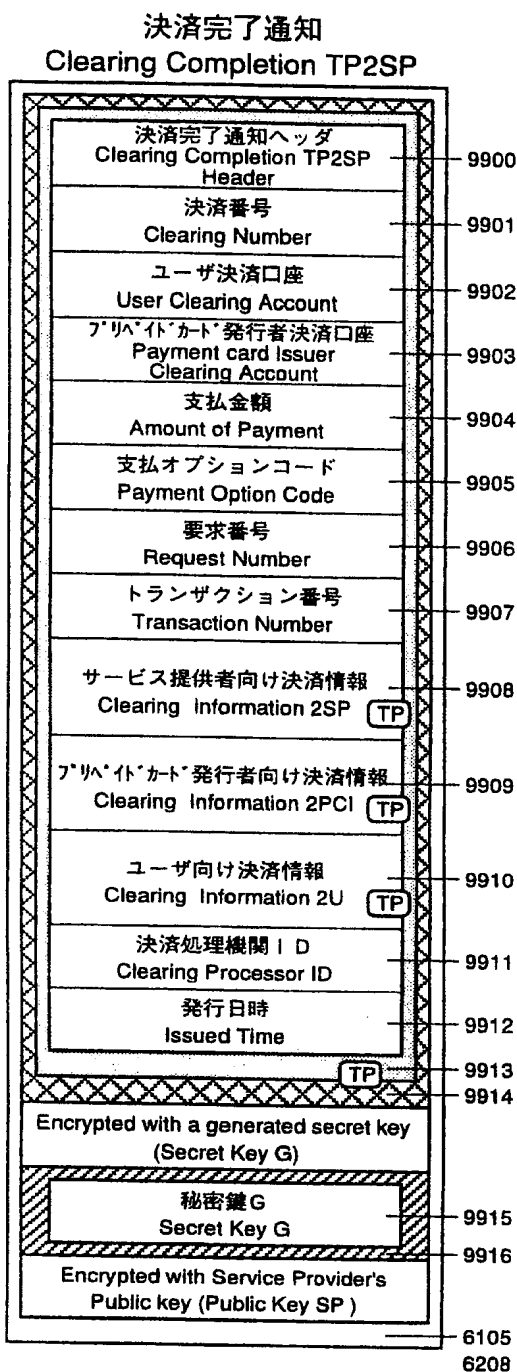 決済完了通知
Clearing Completion TP2SP
決済完了通知ヘッダ
Clearing Completion TP2SP
Header
9900
決済番号
Clearing Number
9901
ユーザ決済口座
User Clearing Account
9902
プリペイドカード発行者決済口座
Payment card Issuer
Clearing Account
9903
支払金額
Amount of Payment
9904
支払オプションコード
Payment Option Code
9905
要求番号
Request Number
9906
トランザクション番号
Transaction Number
9907
サービス提供者向け決済情報
Clearing Information 2SP
TP
9908
プリペイドカード発行者向け決済情報
Clearing Information 2PCI
TP
9909
ユーザ向け決済情報
Clearing Information 2U
TP
9910
決済処理機関ID
Clearing Processor ID
9911
発行日時
Issued Time
9912
TP
9913
9914
Encrypted with a generated secret key
(Secret Key G)
秘密鍵G
Secret Key G
9915
9916
Encrypted with Service Provider's
Public key (Public Key SP )
6105
6208